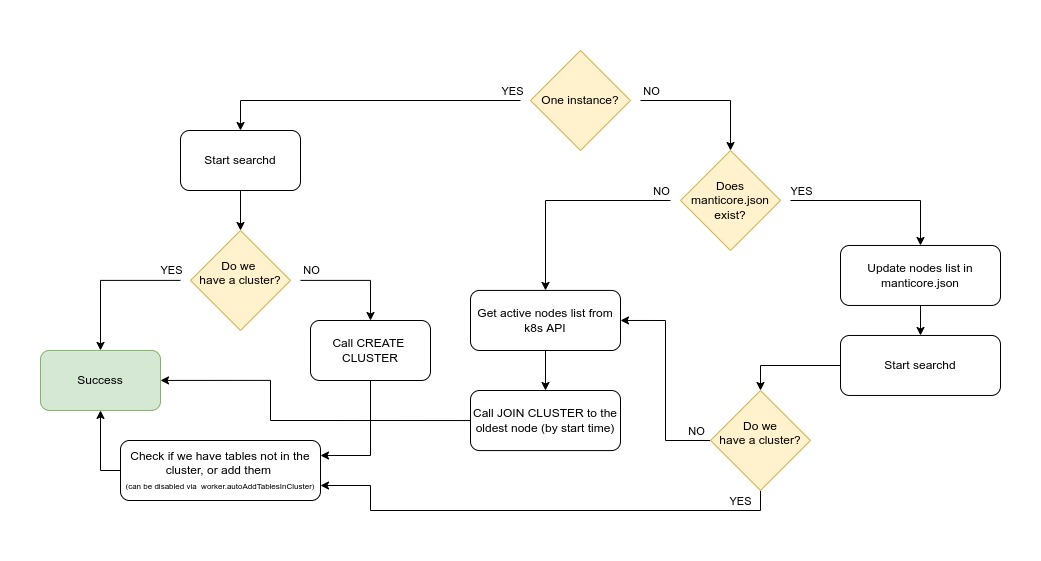 YES
One instance?
NO
Start searchd
NO
Does
manticore.json
exist?
YES
YES
Do we
have a cluster?
NO
Update nodes list in
manticore.json
Get active nodes list from
k8s API
Call CREATE
CLUSTER
Start searchd
Success
Call JOIN CLUSTER to the
oldest node (by start time)
NO
Do we
have a cluster?
Check if we have tables not in the
cluster, or add them
(can be disabled via worker.autoAddTablesInCluster)
YES